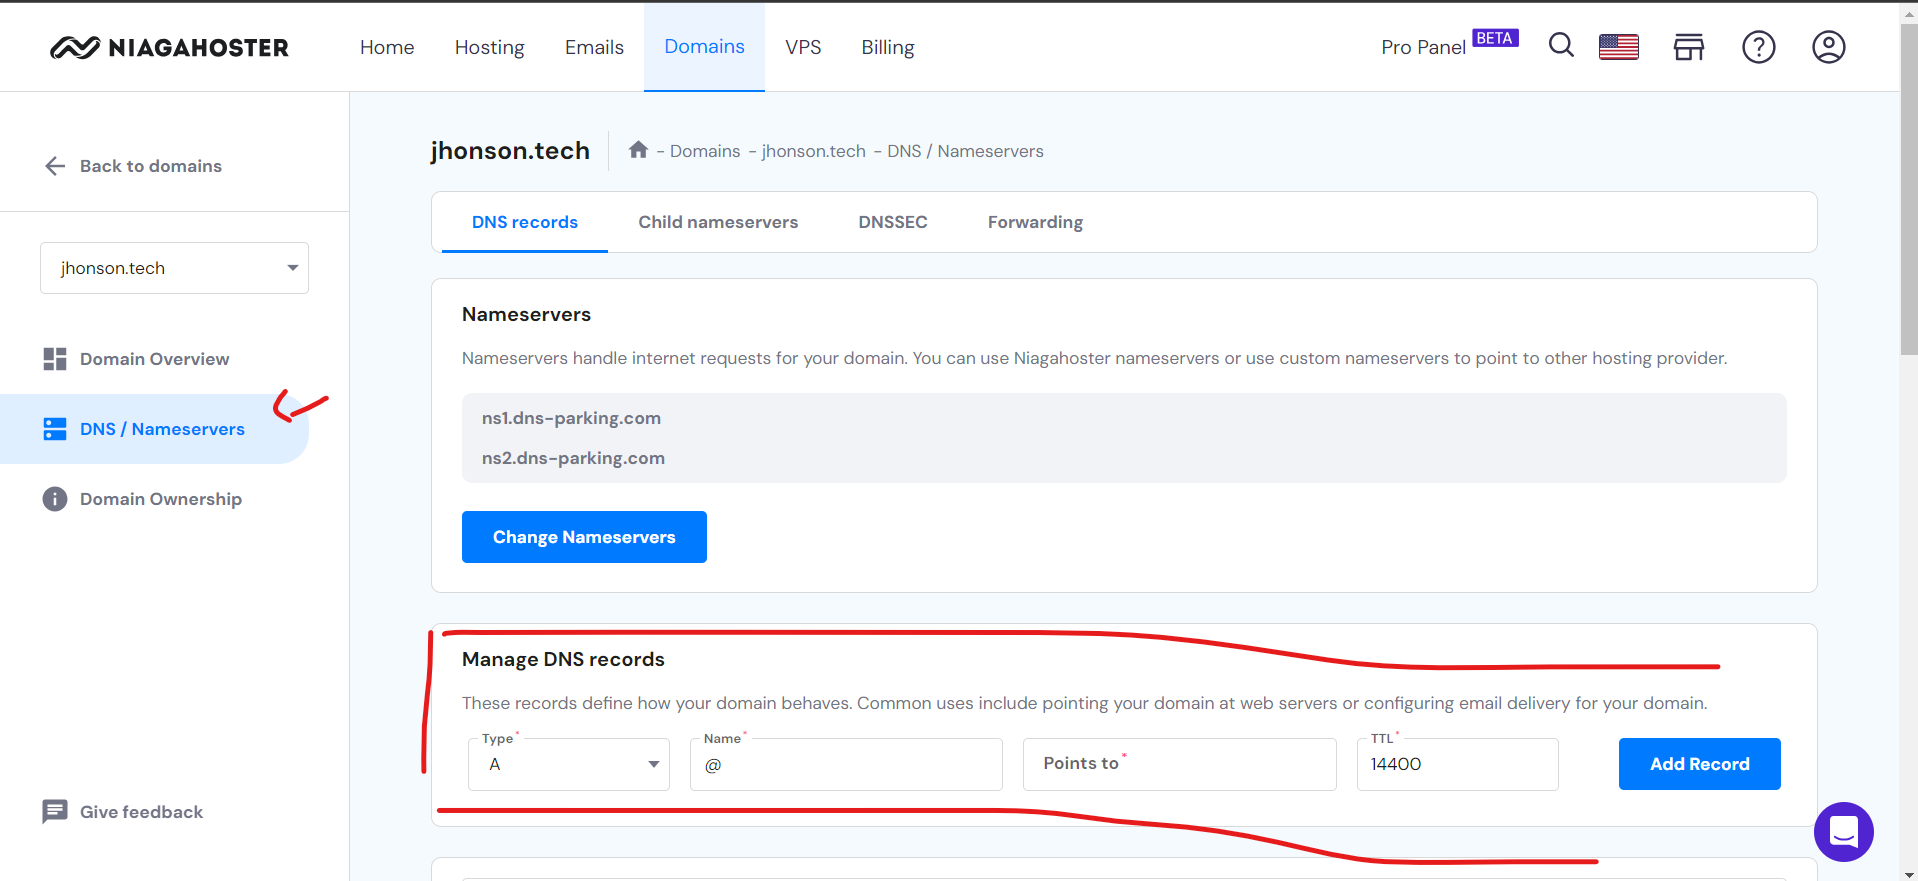 NIAGAHOSTER
Home Hosting Emails Domains VPS Billing
Pro Panel BETA
Back to domains
jhonson.tech
Domain Overview
DNS / Nameservers
Domain Ownership
Give feedback
jhonson.tech
- Domains - jhonson.tech - DNS / Nameservers
DNS records Child nameservers DNSSEC Forwarding
Nameservers
Nameservers handle internet requests for your domain. You can use Niagahoster nameservers or use custom nameservers to point to other hosting provider.
ns1.dns-parking.com
ns2.dns-parking.com
Change Nameservers
Manage DNS records
These records define how your domain behaves. Common uses include pointing your domain at web servers or configuring email delivery for your domain.
Type* Name* TTL*
A @ Points to* 14400 Add Record